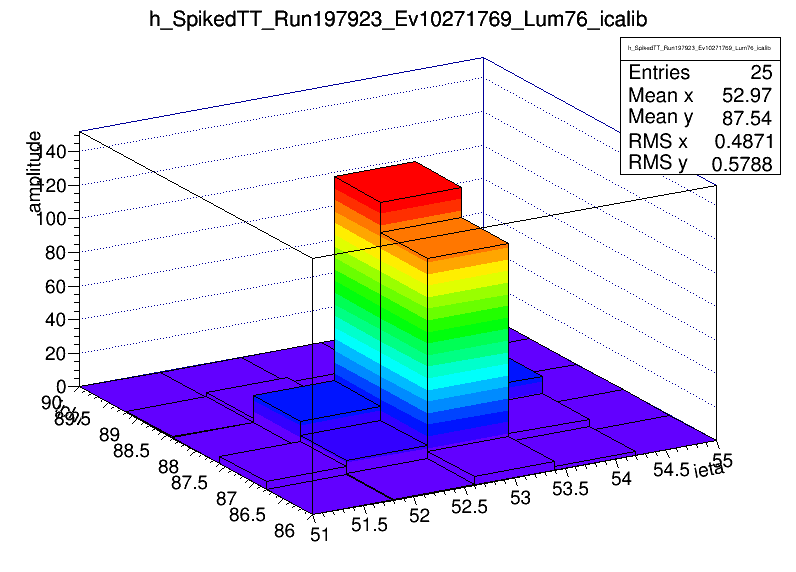 h_SpikedTT_Run197923_Ev10271769_Lum76_icalib
h_SpikedTT_Run197923_Ev10271769_Lum76_icalib
Entries 25
Mean x 52.97
Mean y 87.54
RMS x 0.4871
RMS y 0.5788
amplitude
140
120
100
80
60
40
20
0
90
89.5
89
88.5
88
87.5
87
86.5
86
51
51.5
52
52.5
53
53.5
54
54.5
55
ieta